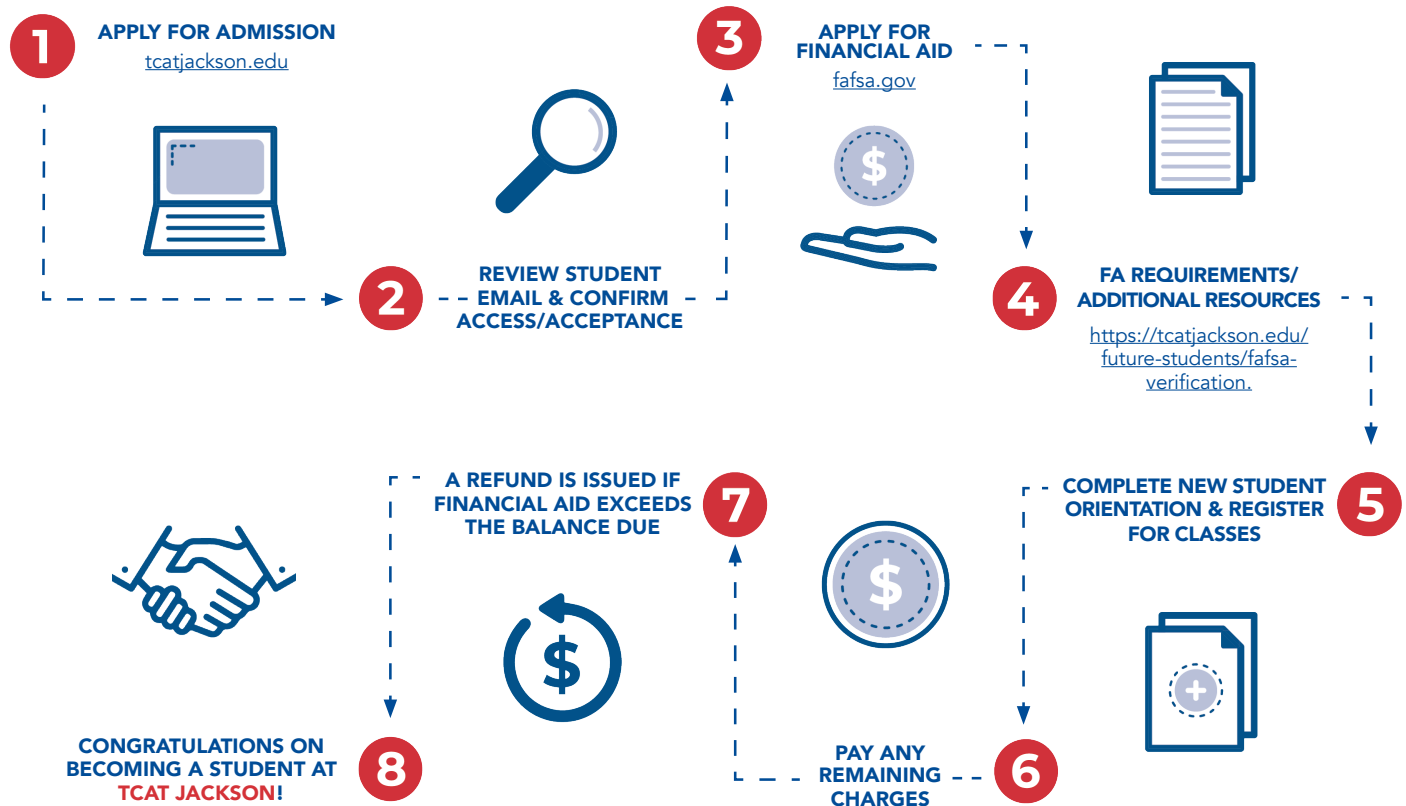 1
APPLY FOR ADMISSION
tcatjackson.edu
2
REVIEW STUDENT
EMAIL & CONFIRM
ACCESS/ACCEPTANCE
3
APPLY FOR
FINANCIAL AID
fafsa.gov
$
4
FA REQUIREMENTS/
ADDITIONAL RESOURCES
https://tcatjackson.edu/
future-students/fafsa-
verification.
5
COMPLETE NEW STUDENT
ORIENTATION & REGISTER
FOR CLASSES
6
PAY ANY
REMAINING
CHARGES
$
7
A REFUND IS ISSUED IF
FINANCIAL AID EXCEEDS
THE BALANCE DUE
$
8
CONGRATULATIONS ON
BECOMING A STUDENT AT
TCAT JACKSON!